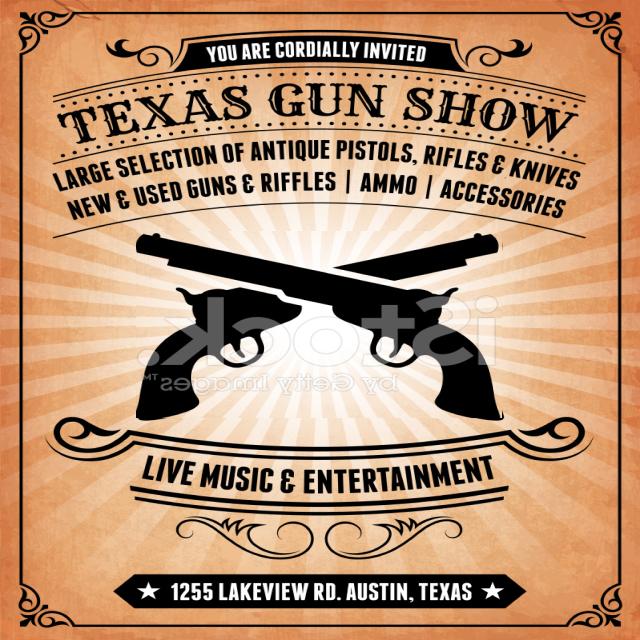 YOU ARE CORDIALLY INVITED
TEXAS GUN SHOW
LARGE SELECTION OF ANTIQUE PISTOLS, RIFLES & KNIVES
NEW & USED GUNS & RIFFLES | AMMO | ACCESSORIES
iStock™
by Getty Images
LIVE MUSIC & ENTERTAINMENT
★ 1255 LAKEVIEW RD. AUSTIN, TEXAS ★